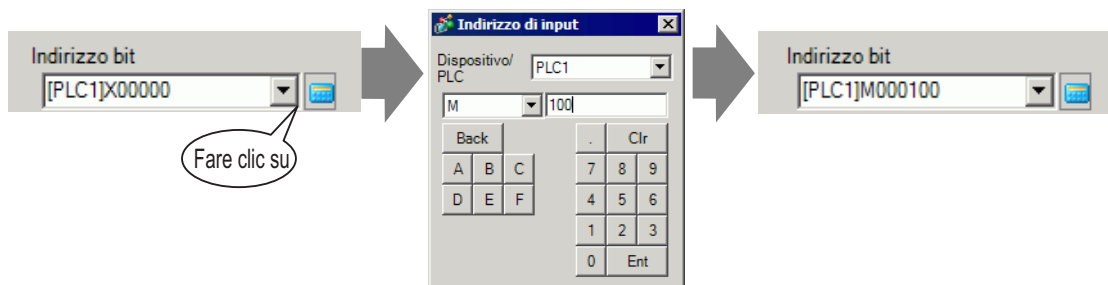 Indirizzo bit
[PLC1]X00000
Fare clic su
Indirizzo di input
Dispositivo/
PLC
PLC1
M 100
Back . Clr
A B C 7 8 9
D E F 4 5 6
1 2 3
0 Ent
Indirizzo bit
[PLC1]M000100